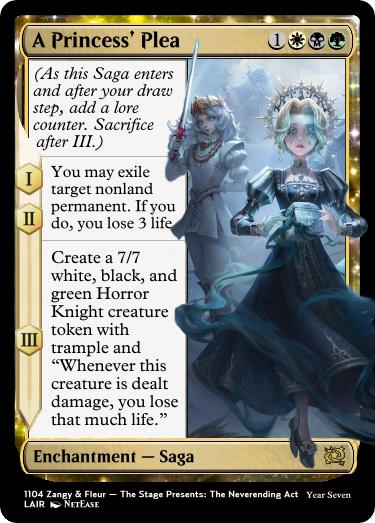 A Princess' Plea
1
(As this Saga enters
and after your draw
step, add a lore
counter. Sacrifice
after III.)
I
II
You may exile
target nonland
permanent. If you
do, you lose 3 life
III
Create a 7/7
white, black, and
green Horror
Knight creature
token with
trample and
“Whenever this
creature is dealt
damage, you lose
that much life.”
Enchantment — Saga
1104 Zangy & Fleur — The Stage Presents: The Neverending Act Year Seven
LAIR NetEase